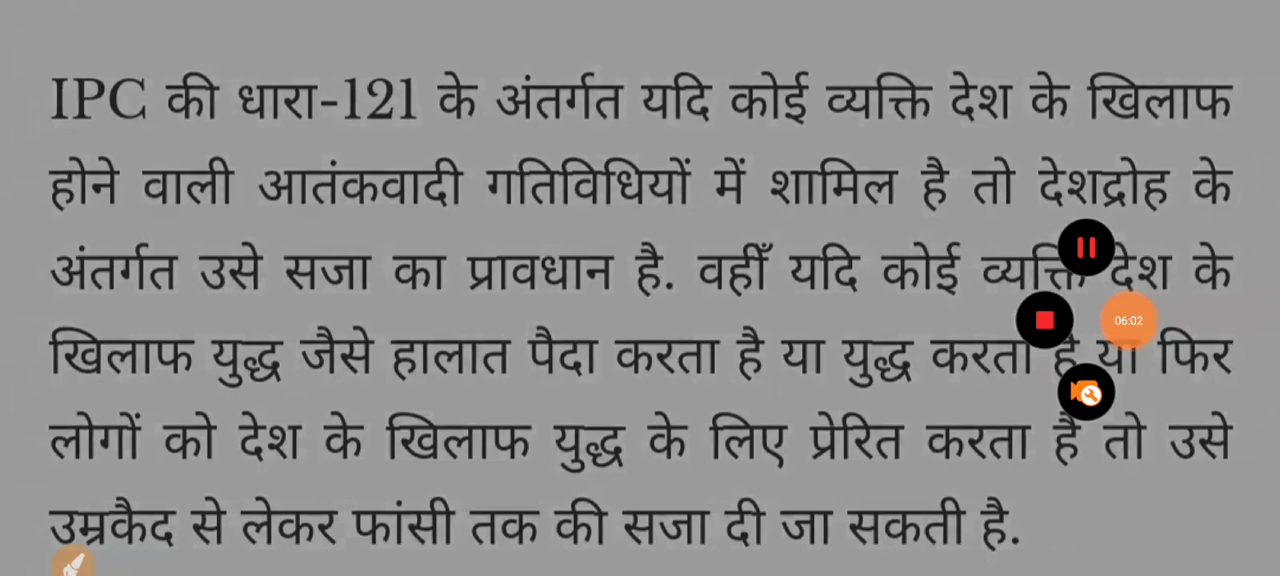 IPC की धारा-121 के अंतर्गत यदि कोई व्यक्ति देश के खिलाफ
होने वाली आतंकवादी गतिविधियों में शामिल है तो देशद्रोह के
अंतर्गत उसे सजा का प्रावधान है. वहीँ यदि कोई व्यक्ति देश के
खिलाफ युद्ध जैसे हालात पैदा करता है या युद्ध करता है या फिर
लोगों को देश के खिलाफ युद्ध के लिए प्रेरित करता है तो उसे
उम्रकैद से लेकर फांसी तक की सजा दी जा सकती है.
06:02